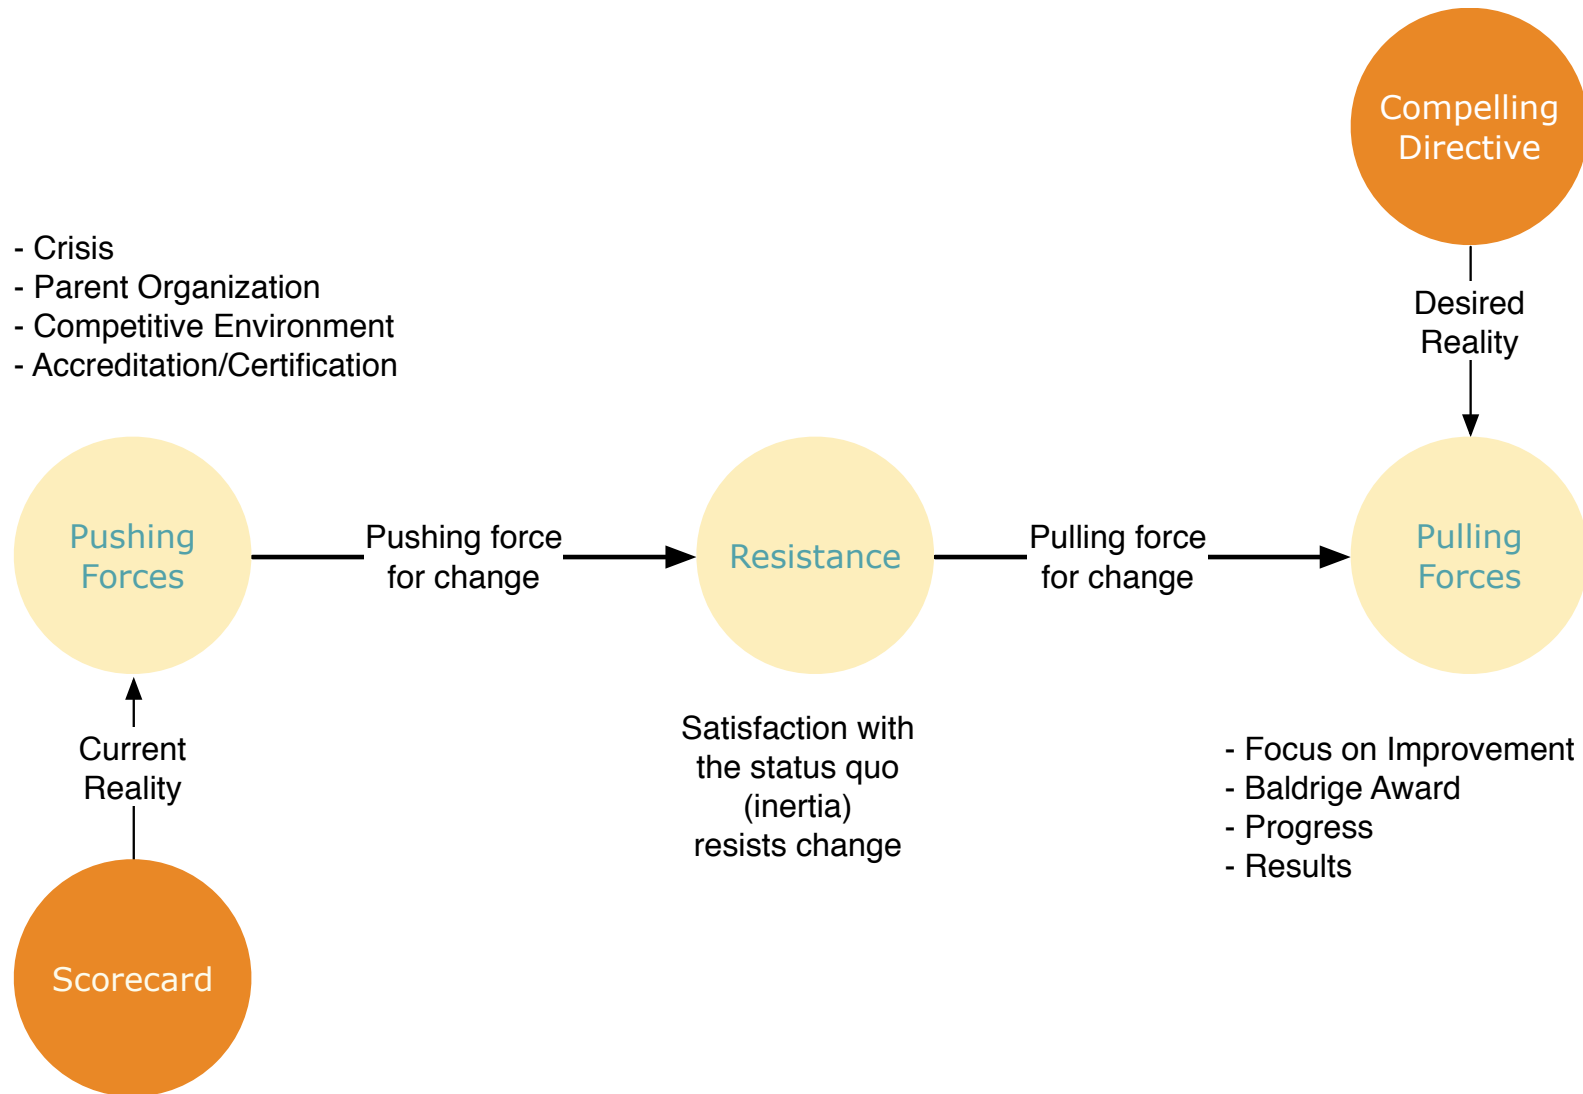 Compelling
Directive
- Crisis
- Parent Organization
- Competitive Environment
- Accreditation/Certification
Desired
Reality
Pushing
Forces
Pushing force
for change
Resistance
Pulling force
for change
Pulling
Forces
Current
Reality
Satisfaction with
the status quo
(inertia)
resists change
- Focus on Improvement
- Baldrige Award
- Progress
- Results
Scorecard